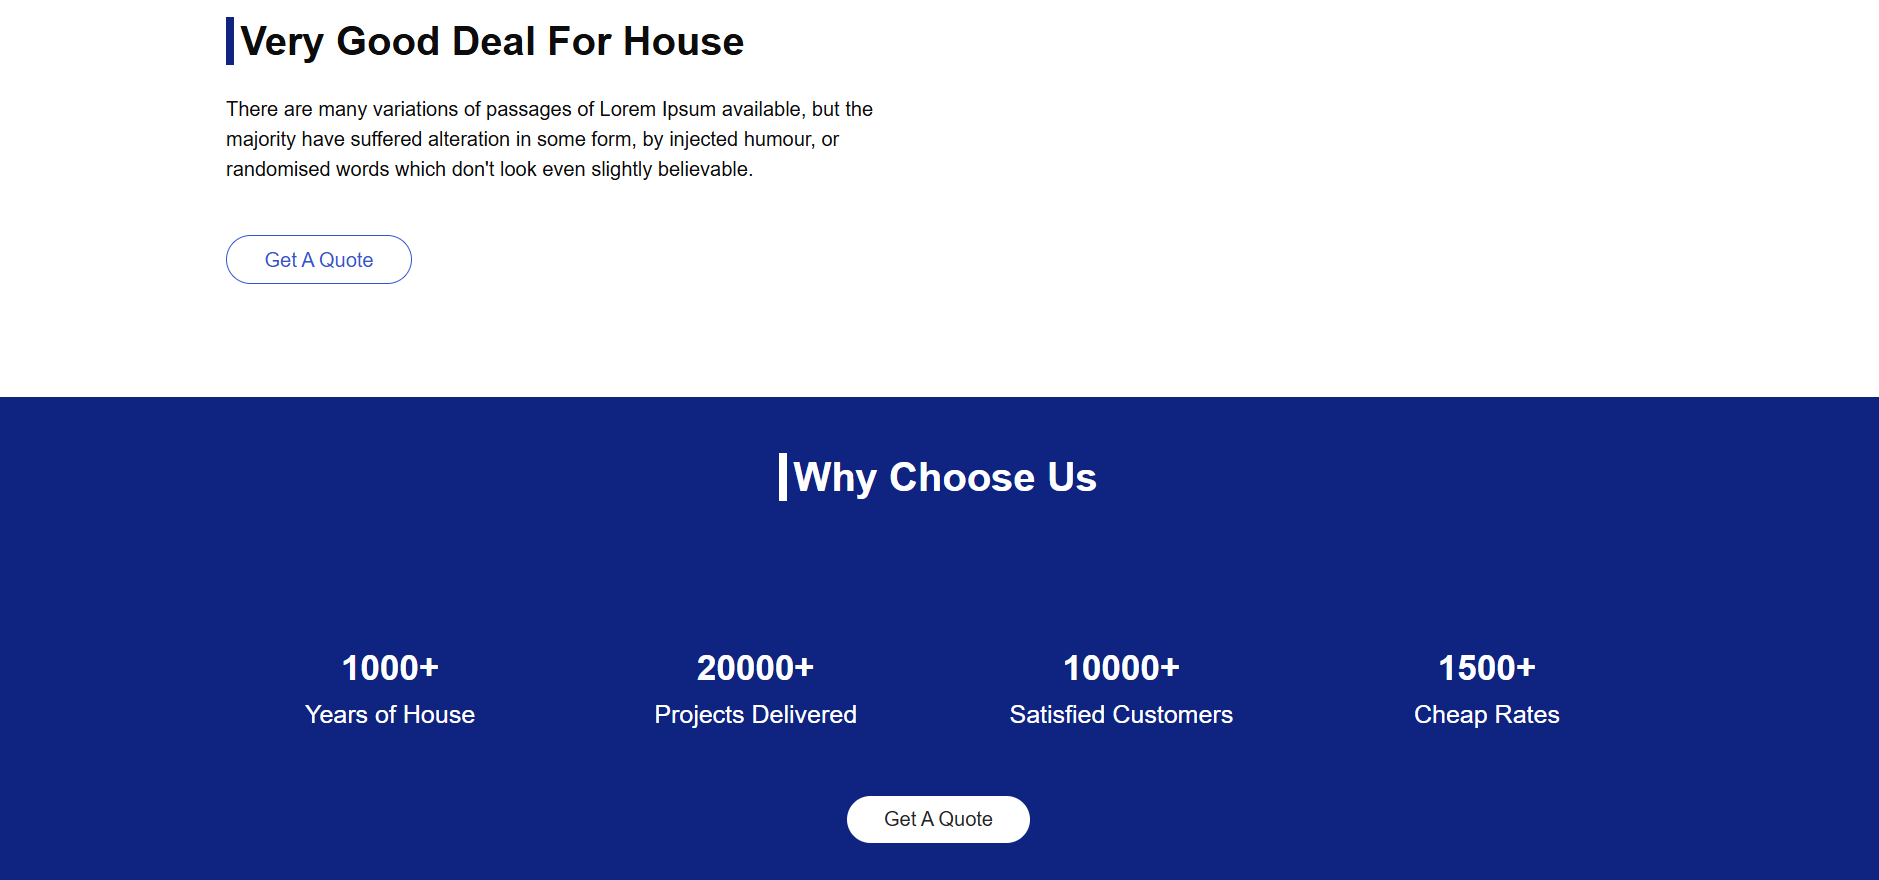 Very Good Deal For House
There are many variations of passages of Lorem Ipsum available, but the
majority have suffered alteration in some form, by injected humour, or
randomised words which don't look even slightly believable.
Get A Quote
Why Choose Us
1000+
Years of House
20000+
Projects Delivered
10000+
Satisfied Customers
1500+
Cheap Rates
Get A Quote